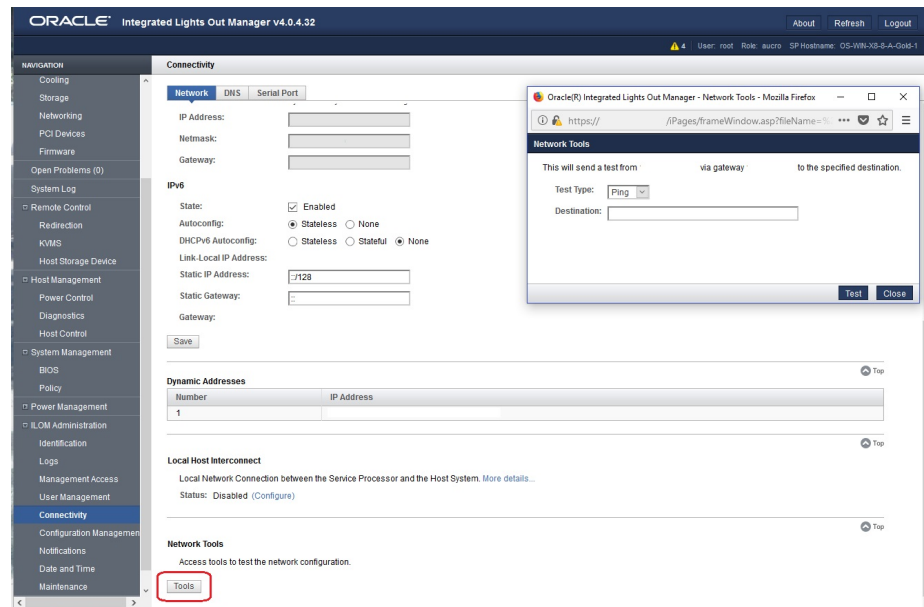 ORACLE® Integrated Lights Out Manager v4.0.4.32
About Refresh Logout
4 User: root Role: aucro SP Hostname: OS-WIN-X8-8-A-Gold-1
NAVIGATION
Cooling
Storage
Networking
PCI Devices
Firmware
Open Problems (0)
System Log
Remote Control
Redirection
KVMS
Host Storage Device
Host Management
Power Control
Diagnostics
Host Control
System Management
BIOS
Policy
Power Management
ILOM Administration
Identification
Logs
Management Access
User Management
Connectivity
Configuration Managemen
Notifications
Date and Time
Maintenance
Connectivity
Network DNS Serial Port
IP Address:
Netmask:
Gateway:
IPv6
State: Enabled
Autoconfig: Stateless None
DHCPv6 Autoconfig: Stateless Stateful None
Link-Local IP Address:
Static IP Address: ::/128
Static Gateway: ::
Gateway:
Save
Top
Dynamic Addresses
Number IP Address
1
Top
Local Host Interconnect
Local Network Connection between the Service Processor and the Host System. More details...
Status: Disabled (Configure)
Top
Network Tools
Access tools to test the network configuration.
Tools
Oracle(R) Integrated Lights Out Manager - Network Tools - Mozilla Firefox
https:// /iPages/frameWindow.asp?fileName=%
Network Tools
This will send a test from via gateway to the specified destination.
Test Type: Ping
Destination:
Test Close